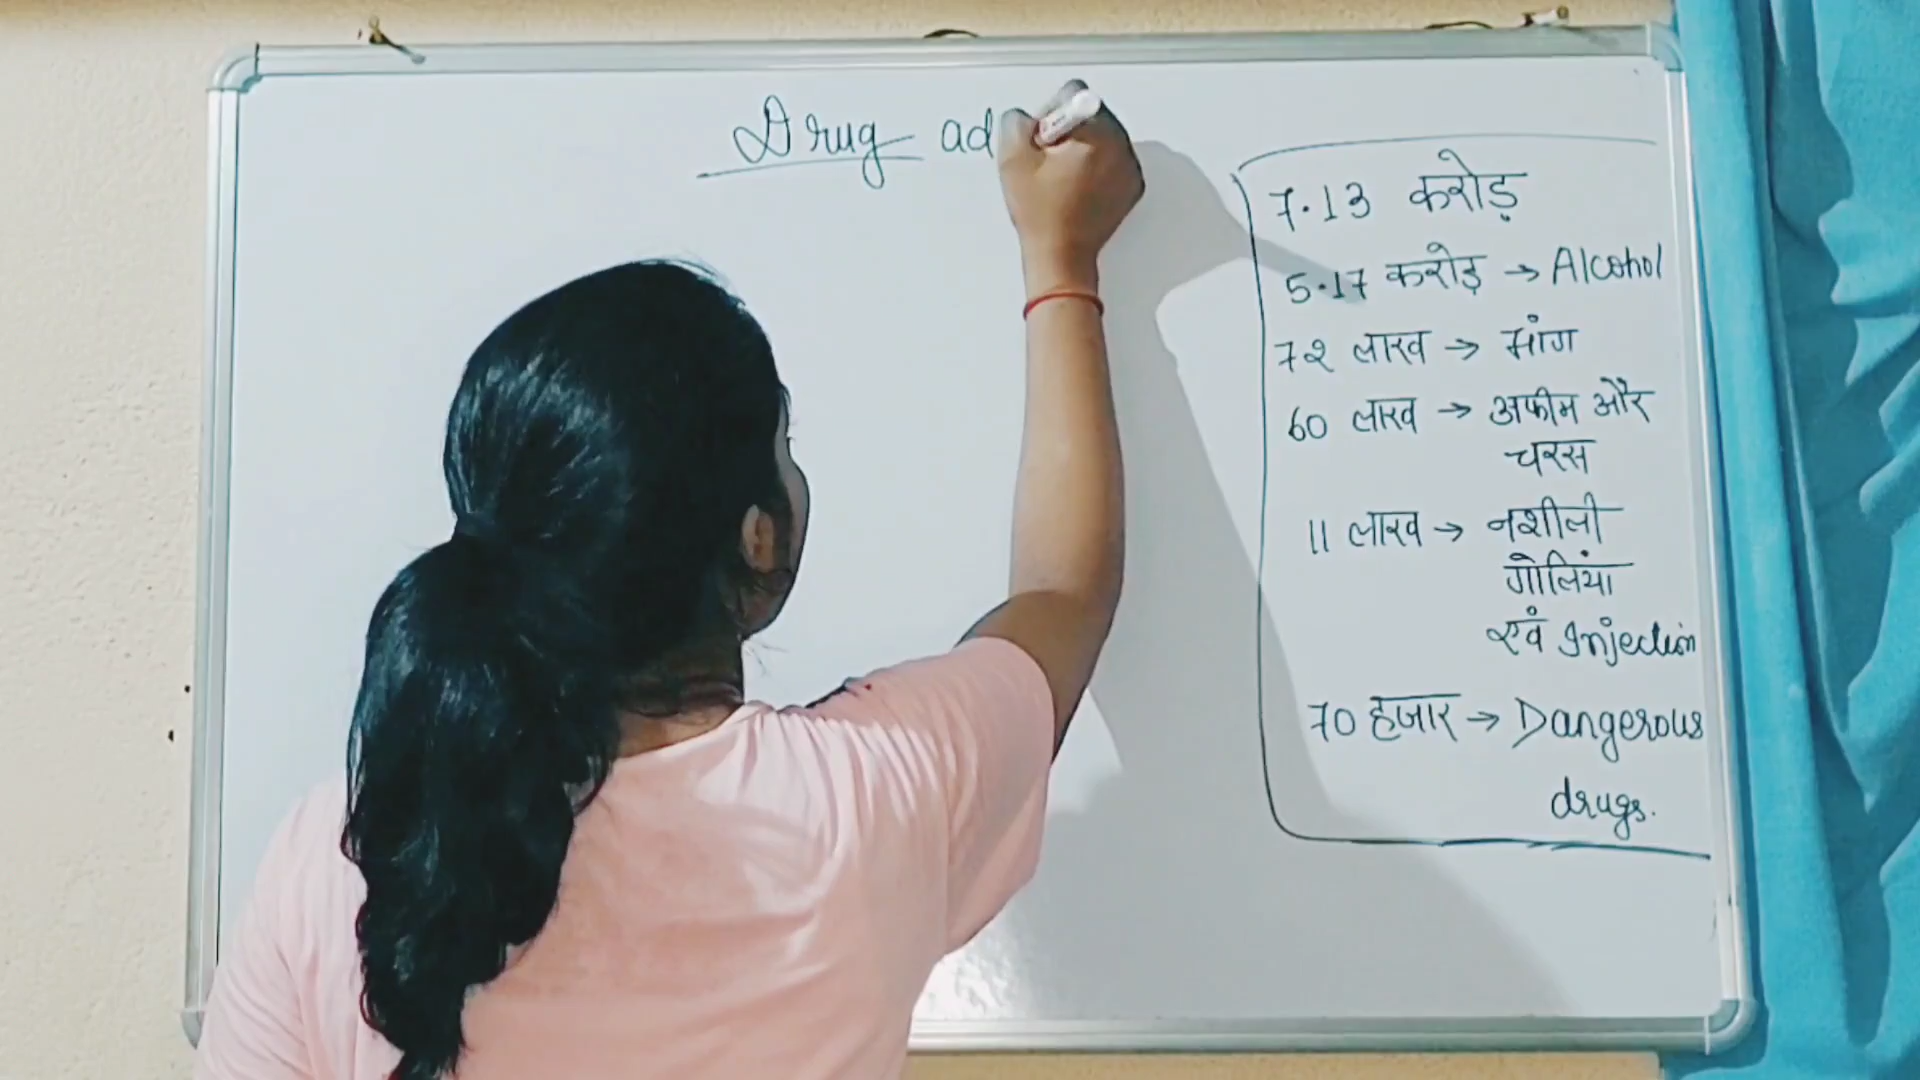 Drug ad
7.13 करोड़
5.17 करोड़ → Alcohol
72 लाख → भांग
60 लाख → अफीम और
चरस
11 लाख → नशीली
गोलियां
एवं Injection
70 हजार → Dangerous
drugs.